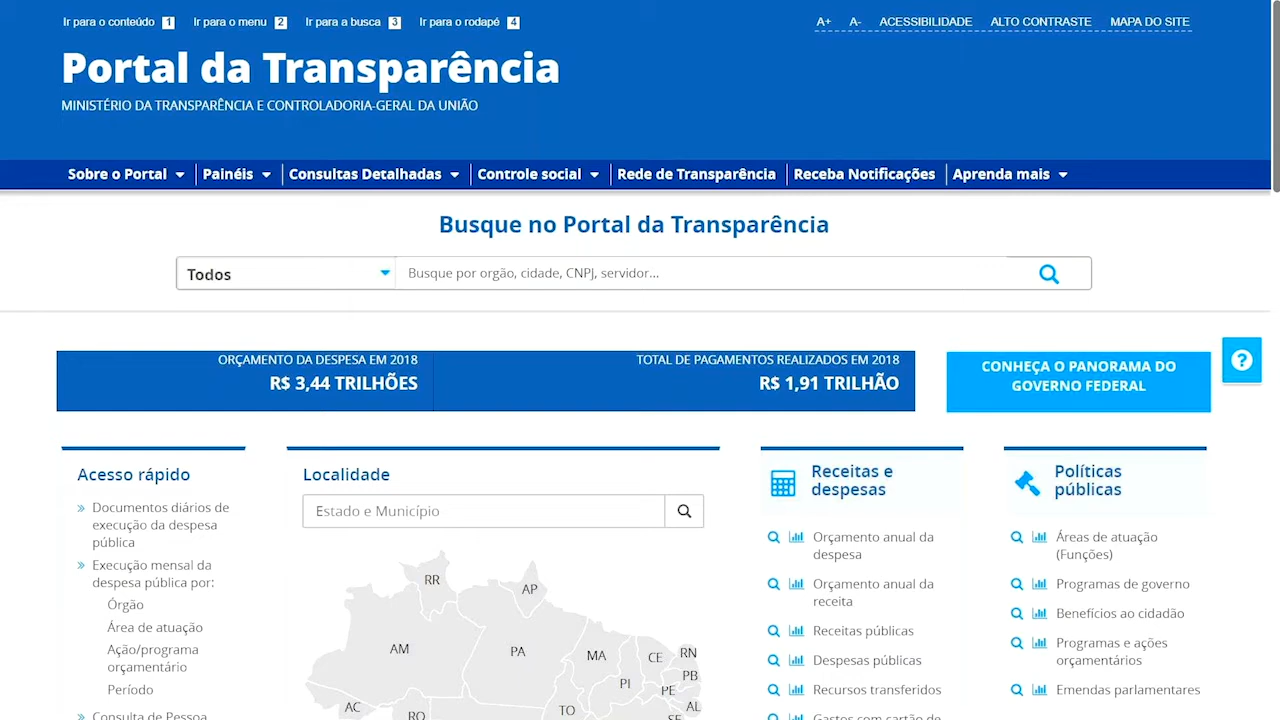 Ir para o conteúdo 1 Ir para o menu 2 Ir para a busca 3 Ir para o rodapé 4
A+ A- ACESSIBILIDADE ALTO CONTRASTE MAPA DO SITE
Portal da Transparência
MINISTÉRIO DA TRANSPARÊNCIA E CONTROLADORIA-GERAL DA UNIÃO
Sobre o Portal Painéis Consultas Detalhadas Controle social Rede de Transparência Receba Notificações Aprenda mais
Busque no Portal da Transparência
Todos Busque por orgão, cidade, CNPJ, servidor...
ORÇAMENTO DA DESPESA EM 2018
R$ 3,44 TRILHÕES
TOTAL DE PAGAMENTOS REALIZADOS EM 2018
R$ 1,91 TRILHÃO
CONHEÇA O PANORAMA DO
GOVERNO FEDERAL
?
Acesso rápido
» Documentos diários de
execução da despesa
pública
» Execução mensal da
despesa pública por:
Órgão
Área de atuação
Ação/programa
orçamentário
Período
» Consulta de Pessoa
Localidade
Estado e Município
RR
AP
AM
PA
MA
CE
RN
PB
PI
PE
AL
AC
RO
TO
SE
Receitas e
despesas
Orçamento anual da
despesa
Orçamento anual da
receita
Receitas públicas
Despesas públicas
Recursos transferidos
Gastos com cartão de
Políticas
públicas
Áreas de atuação
(Funções)
Programas de governo
Benefícios ao cidadão
Programas e ações
orçamentários
Emendas parlamentares